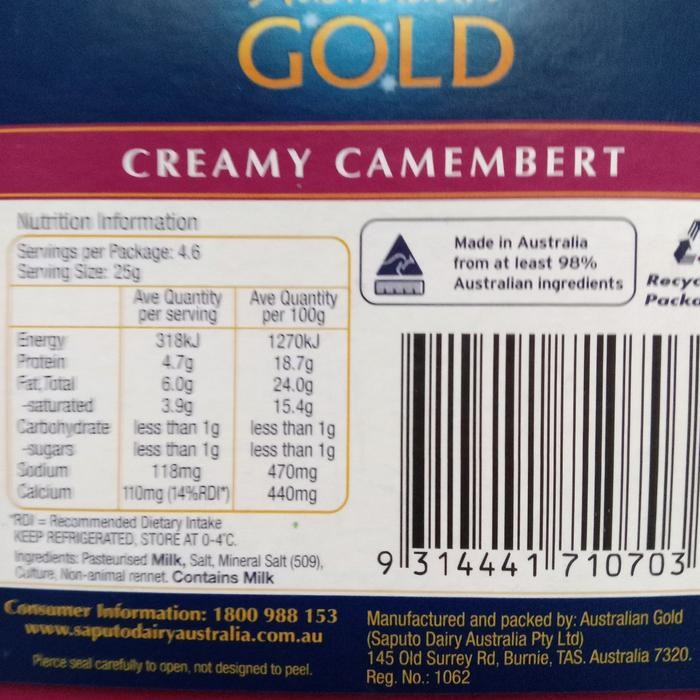 GOLD
CREAMY CAMEMBERT
Nutrition Information
Servings per Package: 4.6
Serving Size: 25g
Ave Quantity per serving
Ave Quantity per 100g
Energy 318kJ 1270kJ
Protein 4.7g 18.7g
Fat, Total 6.0g 24.0g
-saturated 3.9g 15.4g
Carbohydrate less than 1g less than 1g
-sugars less than 1g less than 1g
Sodium 118mg 470mg
Calcium 110mg (14%RDI*) 440mg
*RDI = Recommended Dietary Intake
KEEP REFRIGERATED, STORE AT 0-4°C.
Ingredients: Pasteurised Milk, Salt, Mineral Salt (509),
Culture, Non-animal rennet. Contains Milk
Made in Australia
from at least 98%
Australian ingredients
9 314441 710703
Consumer Information: 1800 988 153
www.saputodairyaustralia.com.au
Pierce seal carefully to open, not designed to peel.
Manufactured and packed by: Australian Gold
(Saputo Dairy Australia Pty Ltd)
145 Old Surrey Rd, Burnie, TAS. Australia 7320.
Reg. No.: 1062